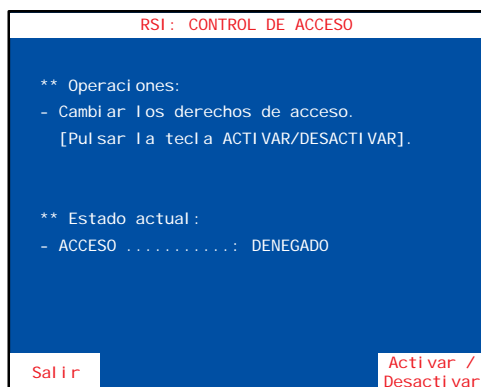 RSI: CONTROL DE ACCESO
** Operaciones:
- Cambiar los derechos de acceso.
[Pulsar la tecla ACTIVAR/DESACTIVAR].
** Estado actual:
- ACCESO ...........: DENEGADO
Salir
Activar /
Desactivar